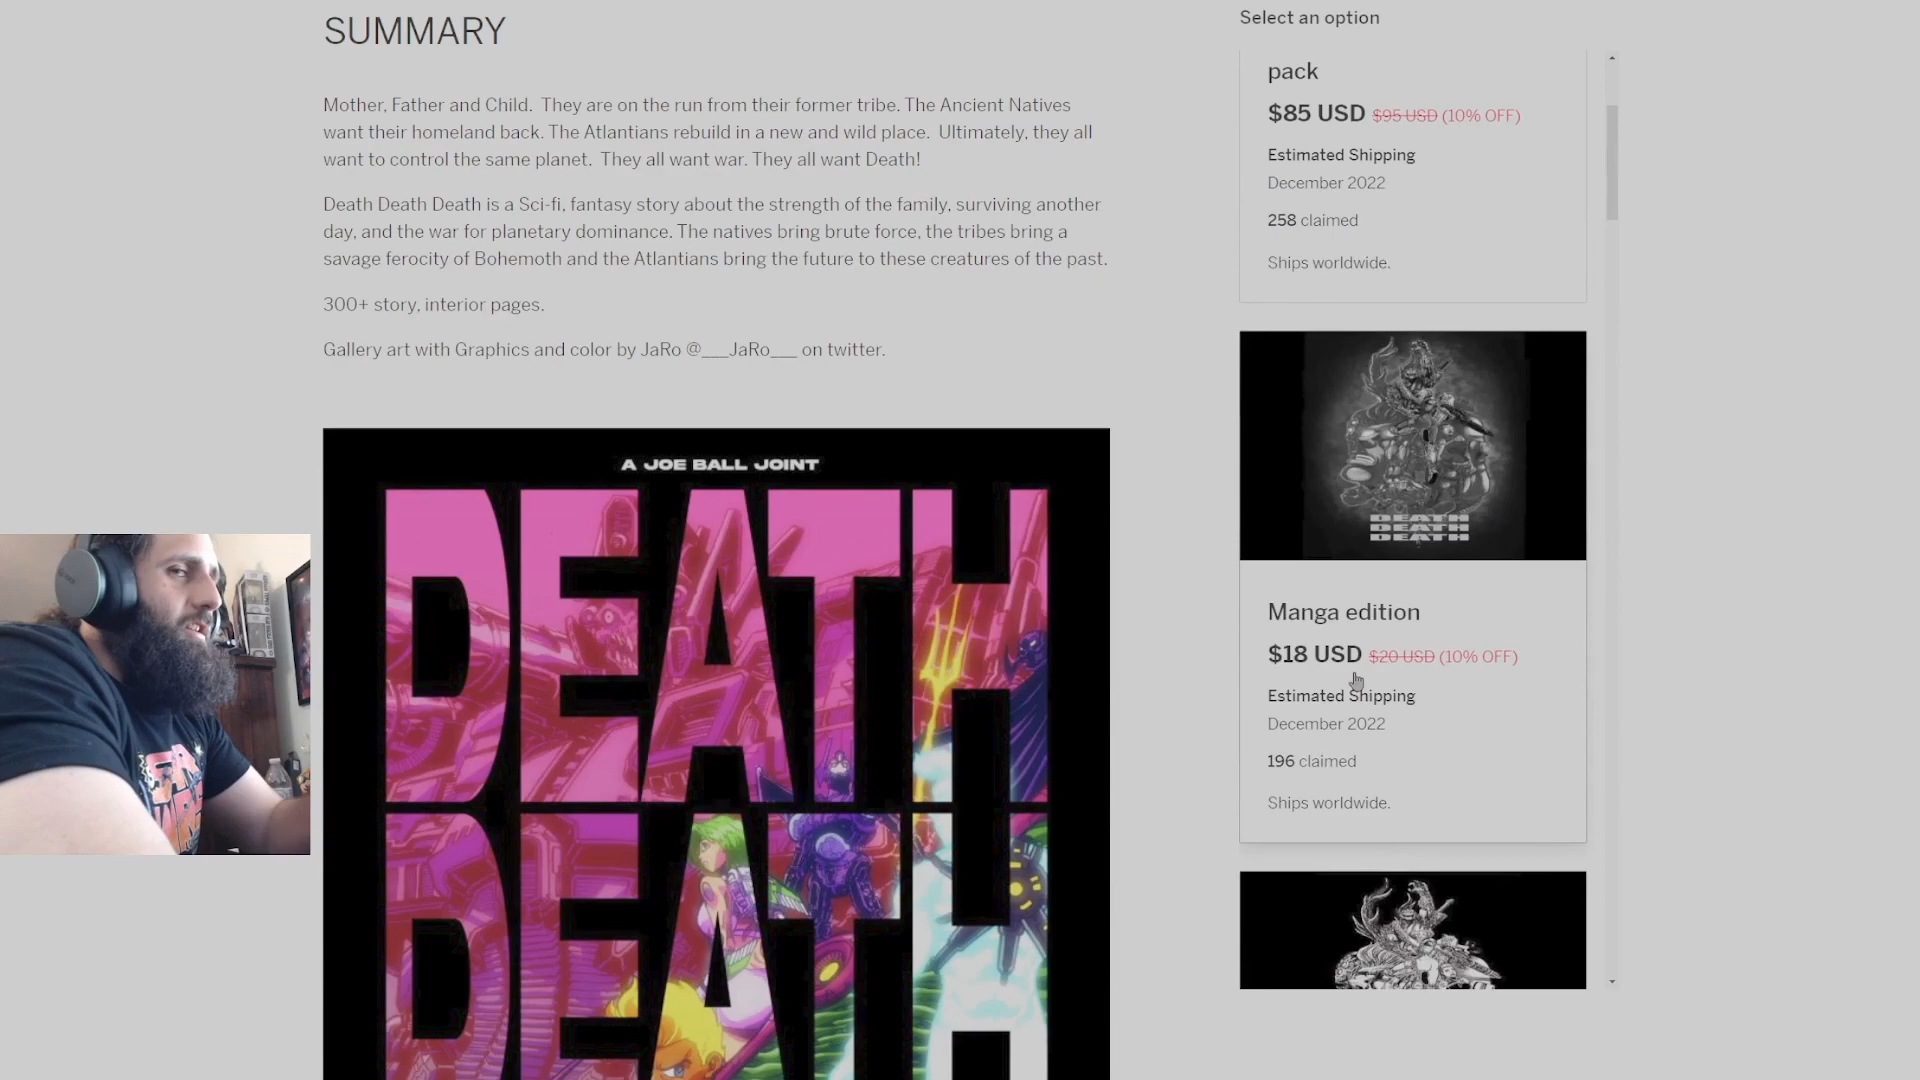 SUMMARY
Mother, Father and Child.  They are on the run from their former tribe. The Ancient Natives
want their homeland back. The Atlantians rebuild in a new and wild place.  Ultimately, they all
want to control the same planet.  They all want war. They all want Death!
Death Death Death is a Sci-fi, fantasy story about the strength of the family, surviving another
day, and the war for planetary dominance. The natives bring brute force, the tribes bring a
savage ferocity of Bohemoth and the Atlantians bring the future to these creatures of the past.
300+ story, interior pages.
Gallery art with Graphics and color by JaRo @___JaRo___ on twitter.
A JOE BALL JOINT
DEATH
DEATH
Select an option
pack
$85 USD $95 USD (10% OFF)
Estimated Shipping
December 2022
258 claimed
Ships worldwide.
DEATH
DEATH
DEATH
Manga edition
$18 USD $20 USD (10% OFF)
Estimated Shipping
December 2022
196 claimed
Ships worldwide.